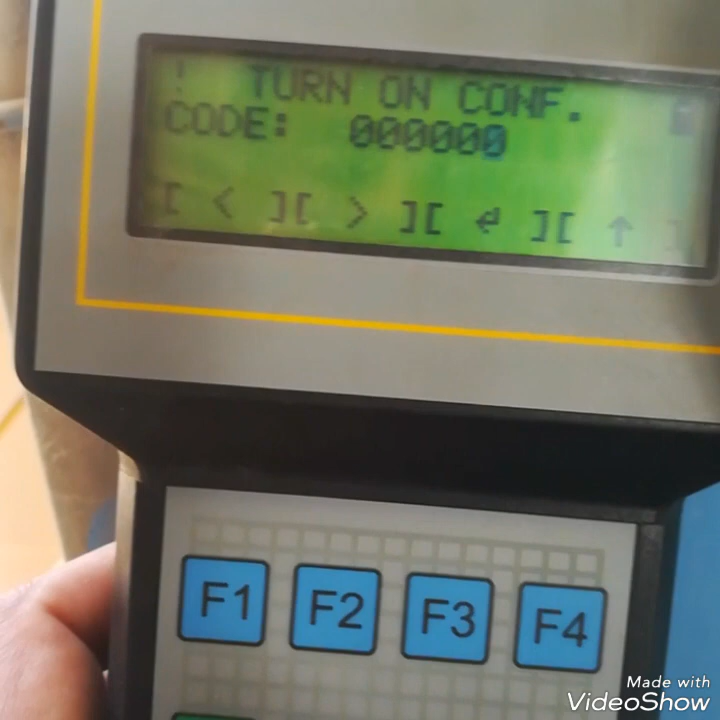 ! TURN ON CONF.
CODE: 000000
[ < ][ > ][ ↲ ][ ↑ ]
F1 F2 F3 F4
Made with
VideoShow